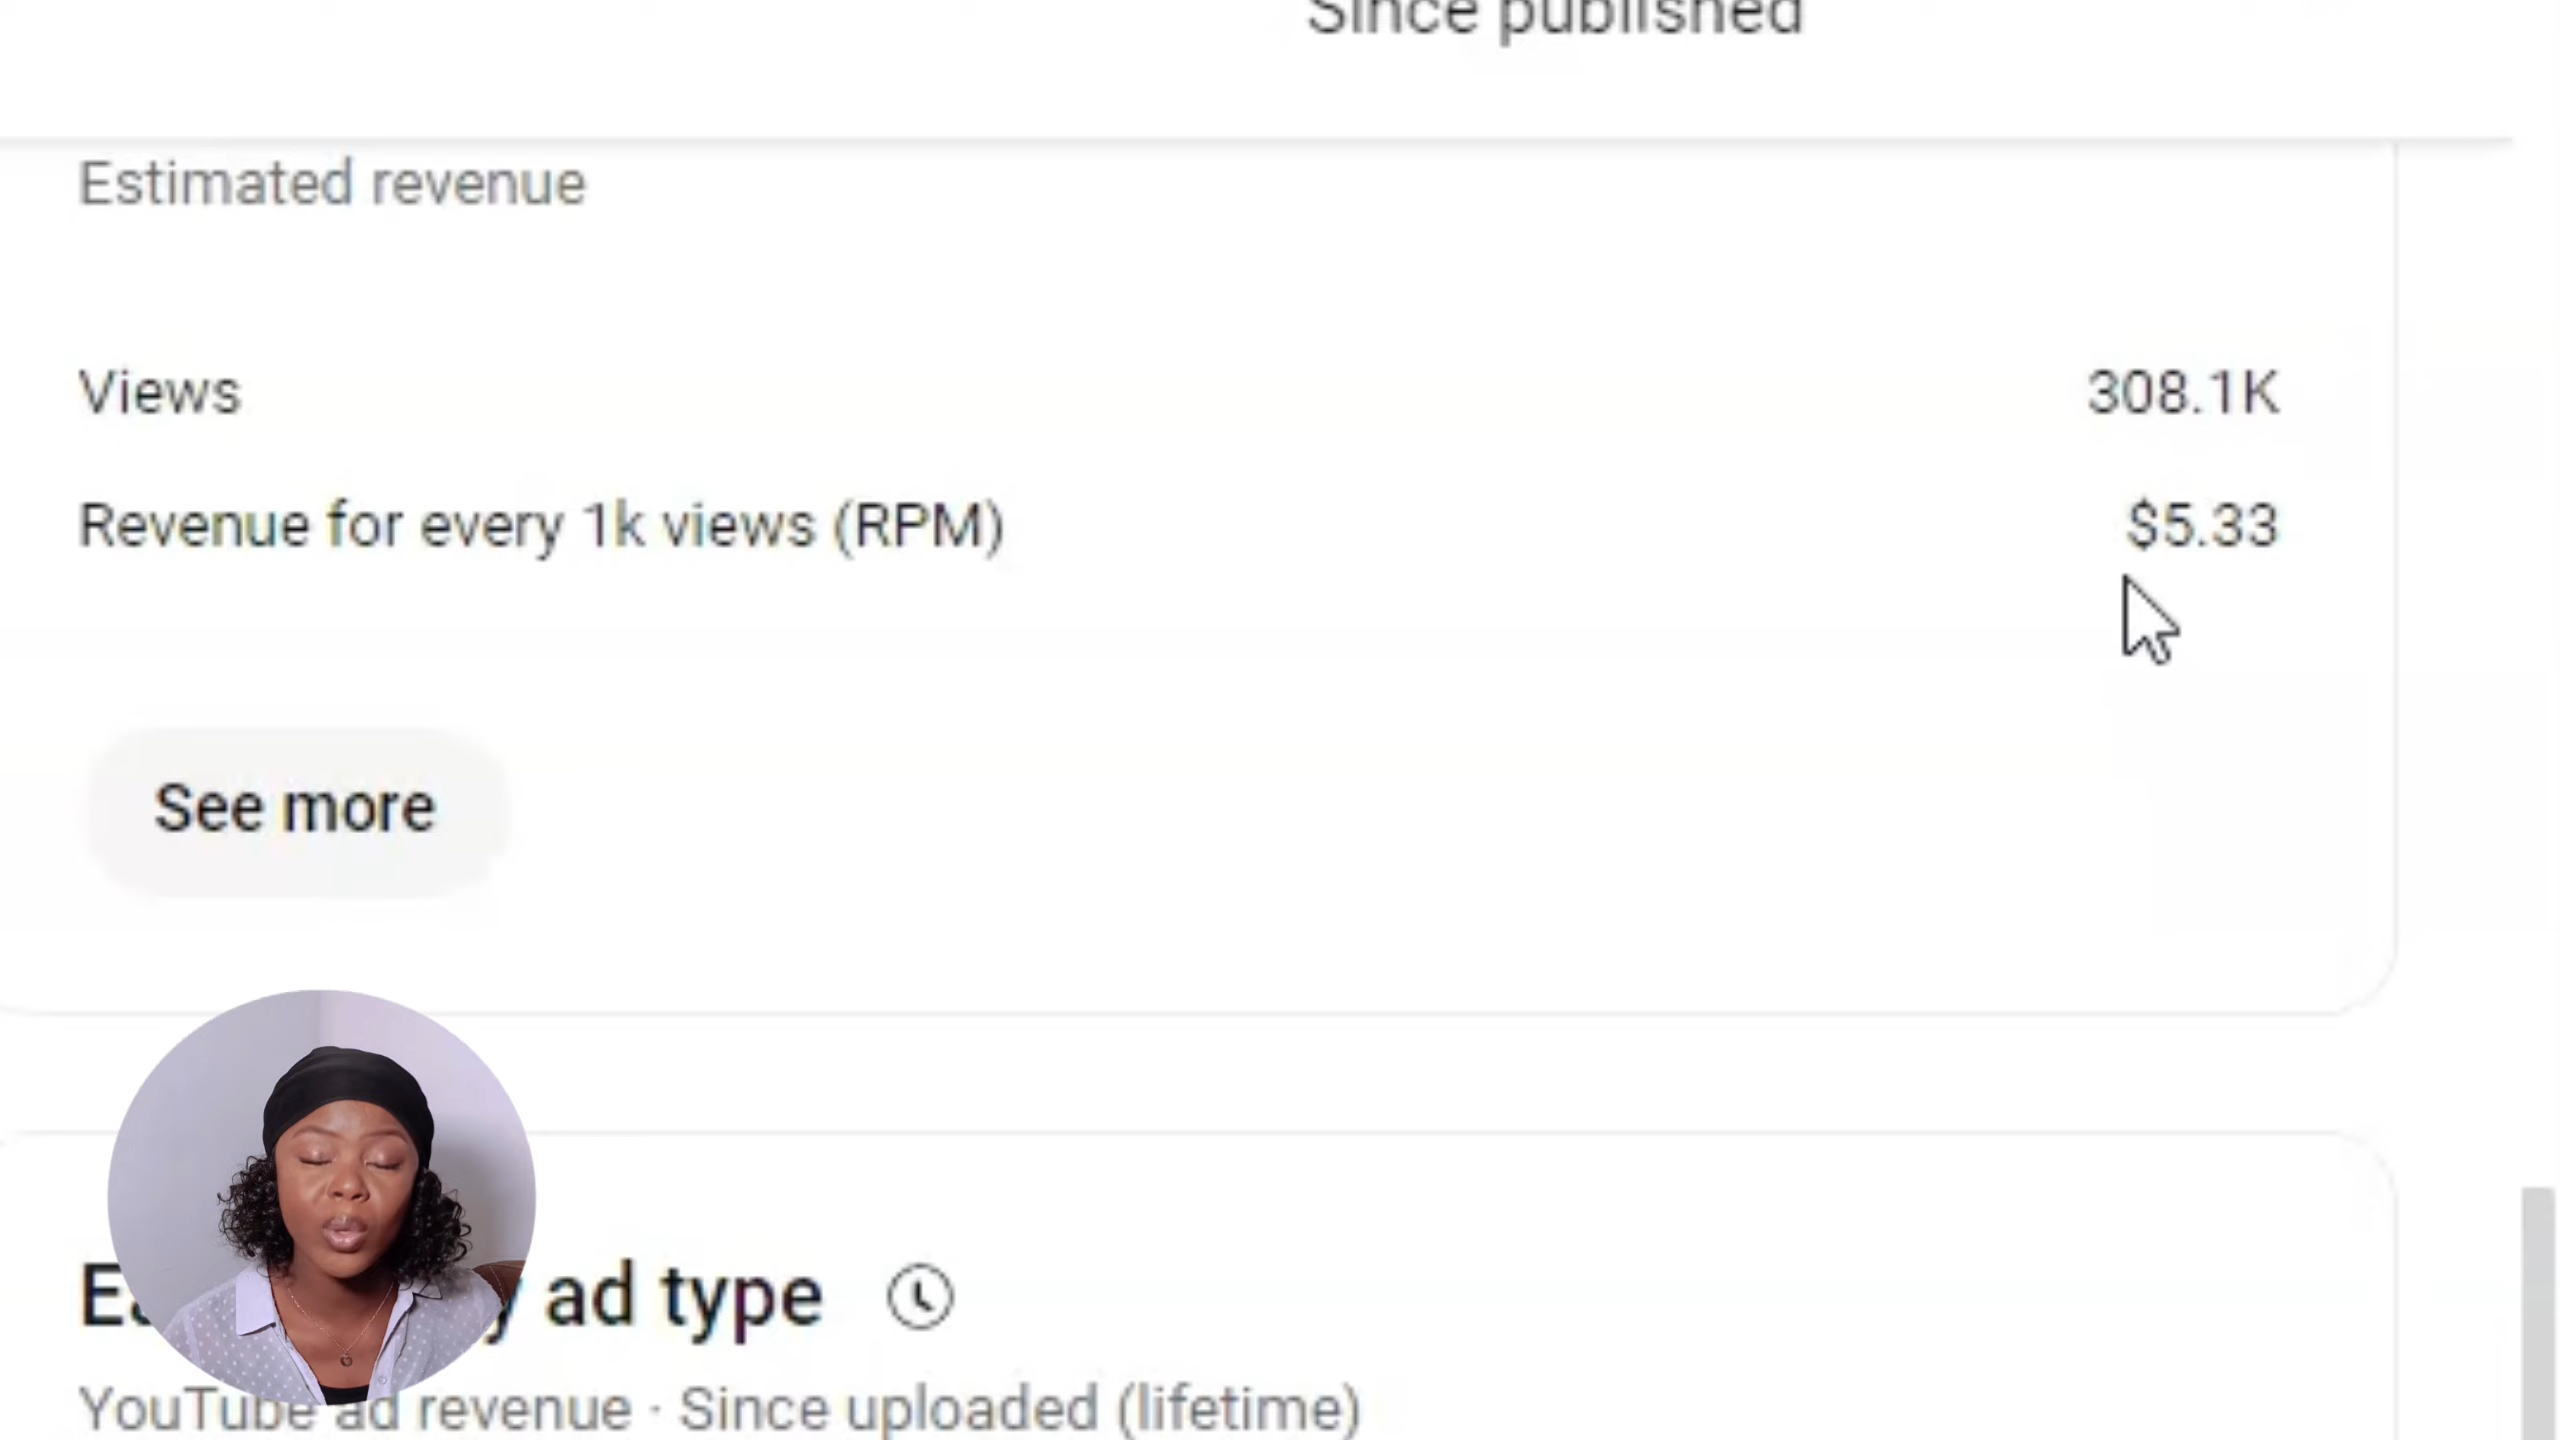 Since published
Estimated revenue
Views 308.1K
Revenue for every 1k views (RPM) $5.33
See more
ad type
YouTube ad revenue · Since uploaded (lifetime)